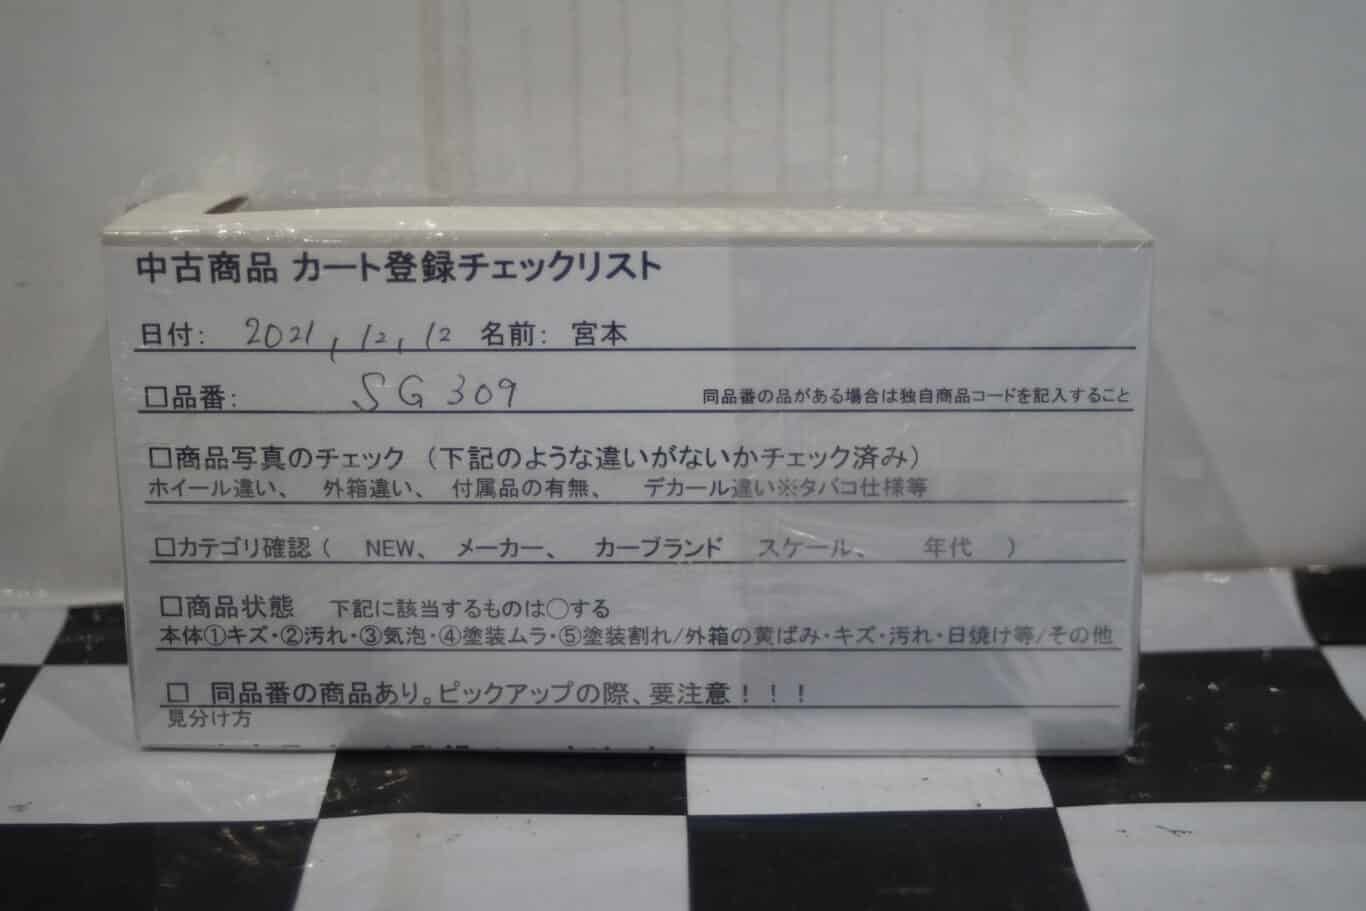 中古商品 カート登録チェックリスト
日付： 2021, 12, 12 名前： 宮本
□品番： SG309 同品番の品がある場合は独自商品コードを記入すること
□商品写真のチェック（下記のような違いがないかチェック済み）
ホイール違い、 外箱違い、 付属品の有無、 デカール違い※タバコ仕様等
□カテゴリ確認（ NEW、 メーカー、 カーブランド スケール、 年代 ）
□商品状態 下記に該当するものは○する
本体①キズ・②汚れ・③気泡・④塗装ムラ・⑤塗装割れ/外箱の黄ばみ・キズ・汚れ・日焼け等/その他
□ 同品番の商品あり。ピックアップの際、要注意！！！
見分け方